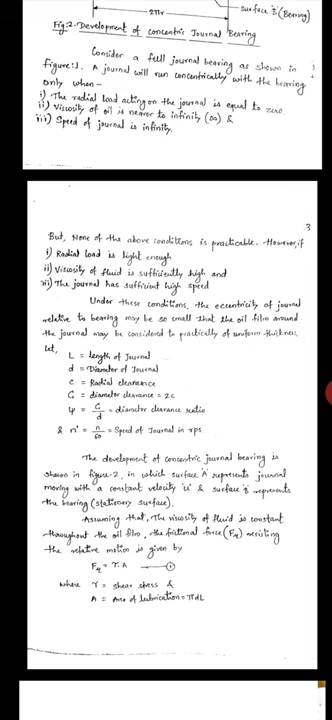 2πr
surface 'B' (Bearing)
Fig:2-Development of concentric Journal Bearing
Consider a full journal bearing as shown in
figure:1. A journal will run concentrically with the bearing
only when -
i) The radial load acting on the journal is equal to zero.
ii) Viscosity of oil is nearer to infinity (∞) &
iii) Speed of journal is infinity.
3
But, None of the above conditions is practicable. However, if
i) Radial load is light enough
ii) Viscosity of fluid is sufficiently high and
iii) The journal has sufficient high speed
Under these conditions, the eccentricity of journal
relative to bearing may be so small that the oil film around
the journal may be considered to practically of uniform thickness.
Let,
L = length of Journal
d = Diameter of Journal
c = Radial clearance
C = diameter clearance = 2c
ψ = C/d = diameter clearance ratio
& n' = n/60 = Speed of Journal in rps.
The development of concentric journal bearing is
shown in figure-2, in which surface 'A' represents journal
moving with a constant velocity 'u' & surface 'B' represents
the bearing (stationary surface).
Assuming that, The viscosity of fluid is constant
throughout the oil film, the frictional force (Fμ) resisting
the relative motion is given by
Fμ = τ.A —①
where τ = shear stress &
A = Area of lubrication = πdL